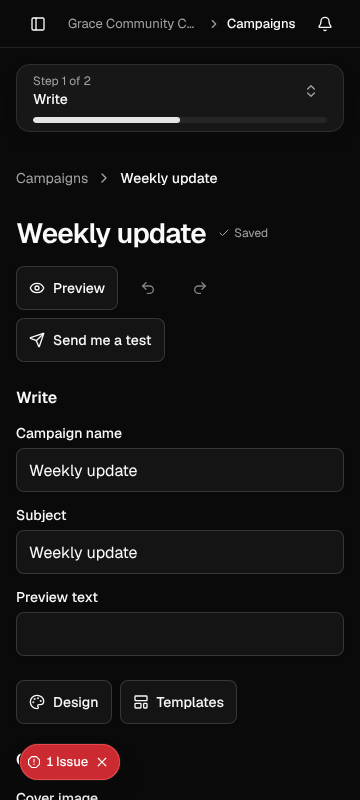 Grace Community C... > Campaigns
Step 1 of 2
Write
Campaigns > Weekly update
Weekly update ✓ Saved
Preview
Send me a test
Write
Campaign name
Weekly update
Subject
Weekly update
Preview text
Design Templates
1 Issue
Cover image